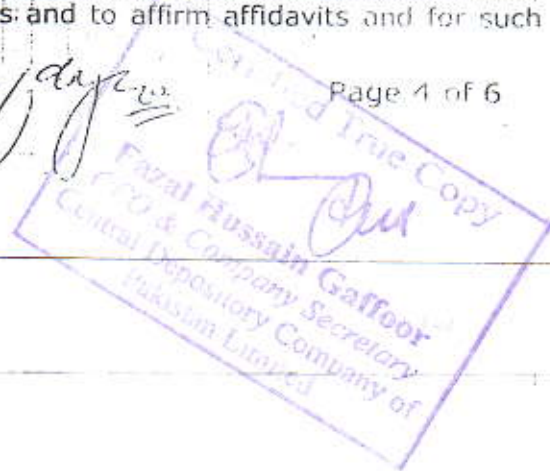 s: and to affirm affidavits and for such
Page 4 of 6
Certified True Copy
Fazal Hussain Gaffoor
CFO & Company Secretary
Central Depository Company of
Pakistan Limited